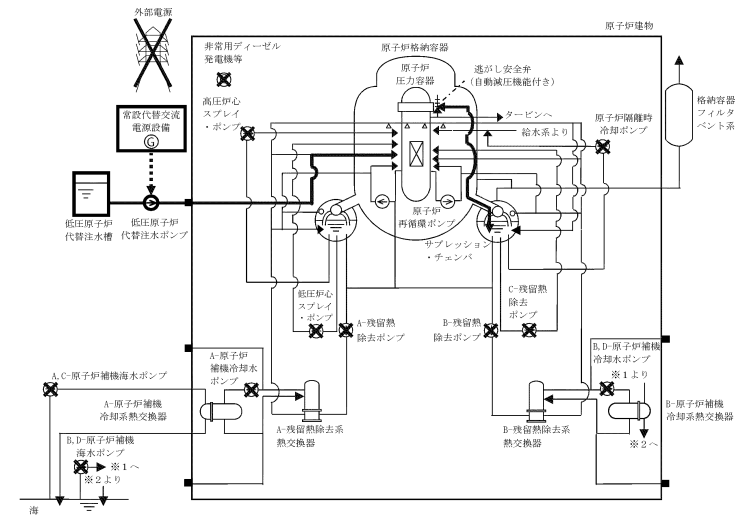 外部電源
原子炉建物
非常用ディーゼル
発電機等
原子炉格納容器
原子炉
圧力容器
逃がし安全弁
(自動減圧機能付き)
高圧炉心
スプレイ
・ポンプ
タービンへ
給水系より
原子炉隔離時
冷却ポンプ
格納容器
フィルタ
ベント系
常設代替交流
電源設備
G
低圧原子炉
代替注水槽
低圧原子炉
代替注水ポンプ
原子炉
再循環ポンプ
サプレッション
・チェンバ
低圧炉心
スプレイ
・ポンプ
A-残留熱
除去ポンプ
B-残留熱
除去ポンプ
C-残留熱
除去
ポンプ
A-原子炉
補機冷却水
ポンプ
B,D-原子炉補機
冷却水ポンプ
※1より
A,C-原子炉補機海水ポンプ
A-原子炉補機
冷却系熱交換器
B-原子炉補機
冷却系熱交換器
A-残留熱除去系
熱交換器
B-残留熱除去系
熱交換器
※2へ
B,D-原子炉補機
海水ポンプ
※1へ
※2より
海